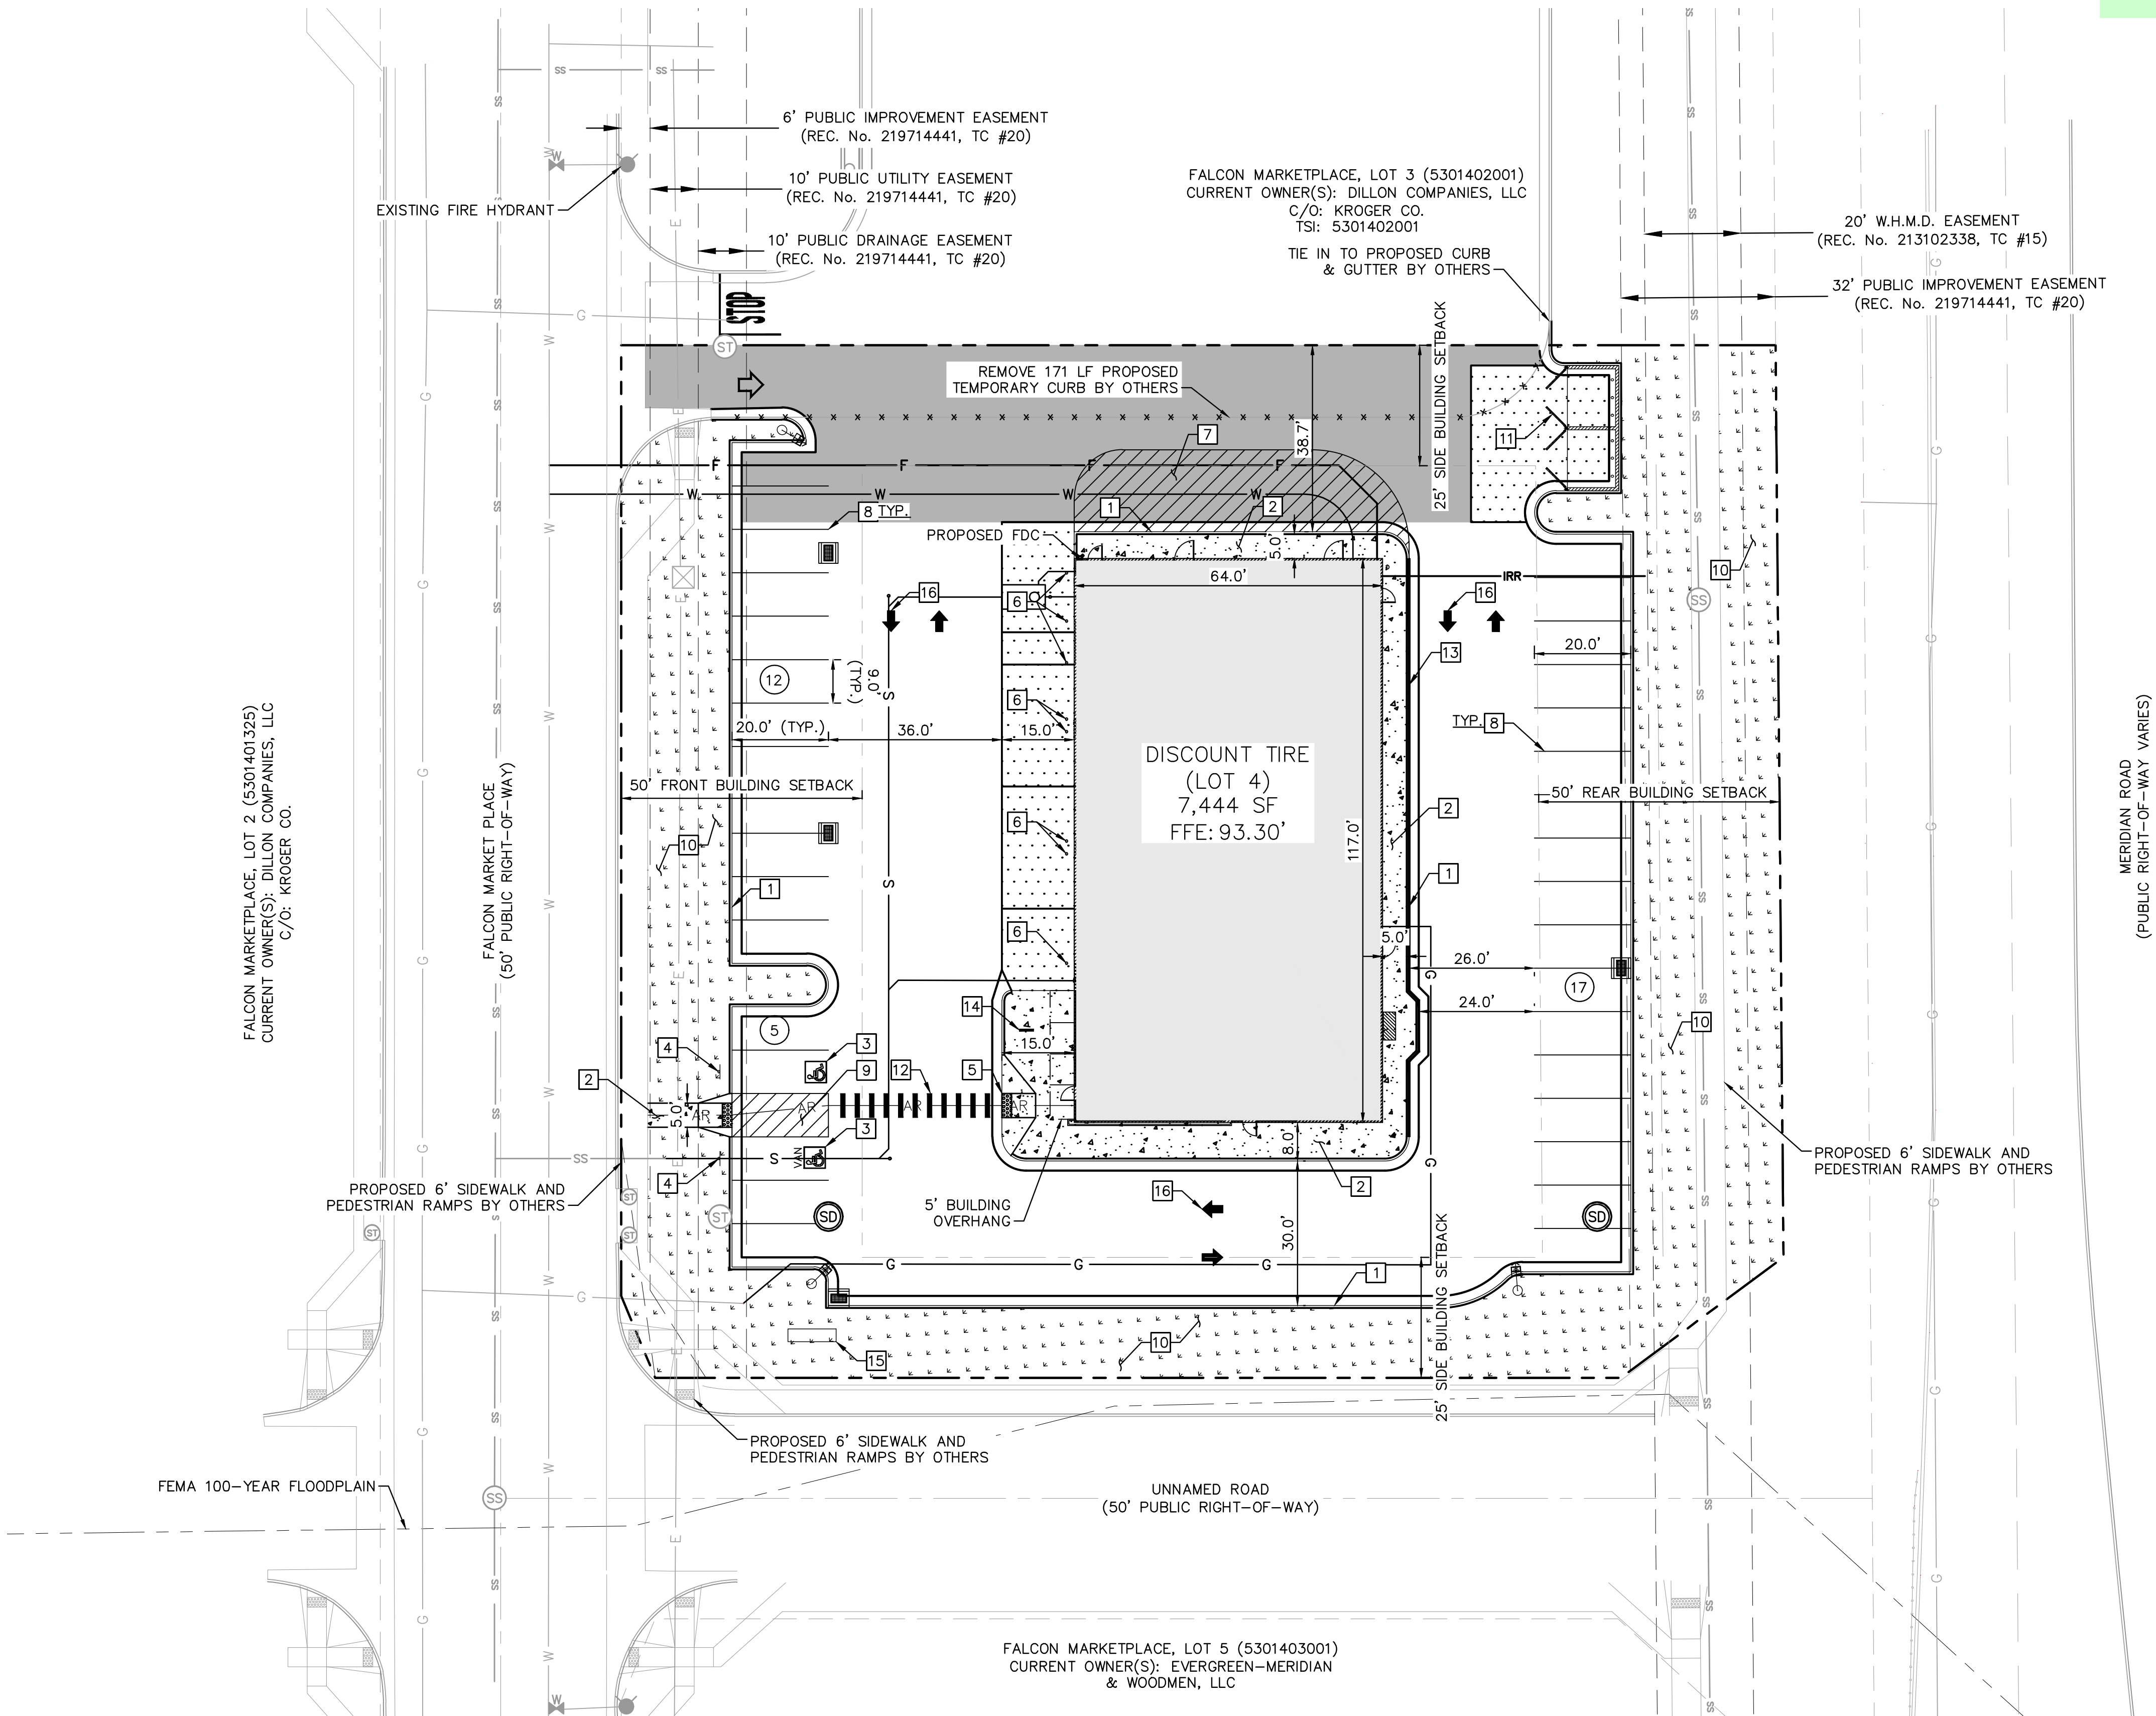 6' PUBLIC IMPROVEMENT EASEMENT
(REC. No. 219714441, TC #20)
10' PUBLIC UTILITY EASEMENT
(REC. No. 219714441, TC #20)
EXISTING FIRE HYDRANT
10' PUBLIC DRAINAGE EASEMENT
(REC. No. 219714441, TC #20)
FALCON MARKETPLACE, LOT 3 (5301402001)
CURRENT OWNER(S): DILLON COMPANIES, LLC
C/O: KROGER CO.
TSI: 5301402001
TIE IN TO PROPOSED CURB
& GUTTER BY OTHERS
20' W.H.M.D. EASEMENT
(REC. No. 213102338, TC #15)
32' PUBLIC IMPROVEMENT EASEMENT
(REC. No. 219714441, TC #20)
STOP
ST
REMOVE 171 LF PROPOSED
TEMPORARY CURB BY OTHERS
25' SIDE BUILDING SETBACK
38.7'
7
11
F F F F
W W W W
8 TYP.
1
2
PROPOSED FDC
5.0'
64.0'
IRR
10
SS
16
16
6
13
20.0'
12
9.0'
(TYP.)
S
6
20.0' (TYP.)
36.0'
15.0'
TYP. 8
DISCOUNT TIRE
(LOT 4)
7,444 SF
FFE: 93.30'
117.0'
50' FRONT BUILDING SETBACK
50' REAR BUILDING SETBACK
2
6
10
1
1
S
6
5.0'
26.0'
G
17
24.0'
14
5
10
15.0'
4
3
9
12
5
2
5.0'
AR AR AR AR
3
VAN
SS
S
4
8.0'
G
2
PROPOSED 6' SIDEWALK AND
PEDESTRIAN RAMPS BY OTHERS
PROPOSED 6' SIDEWALK AND
PEDESTRIAN RAMPS BY OTHERS
5' BUILDING
OVERHANG
16
ST
ST
ST
ST
SD
SD
30.0'
25' SIDE BUILDING SETBACK
G G G
1
10
15
PROPOSED 6' SIDEWALK AND
PEDESTRIAN RAMPS BY OTHERS
FEMA 100-YEAR FLOODPLAIN
SS
UNNAMED ROAD
(50' PUBLIC RIGHT-OF-WAY)
FALCON MARKETPLACE, LOT 5 (5301403001)
CURRENT OWNER(S): EVERGREEN-MERIDIAN
& WOODMEN, LLC
FALCON MARKETPLACE, LOT 2 (5301401325)
CURRENT OWNER(S): DILLON COMPANIES, LLC
C/O: KROGER CO.
FALCON MARKET PLACE
(50' PUBLIC RIGHT-OF-WAY)
MERIDIAN ROAD
(PUBLIC RIGHT-OF-WAY VARIES)